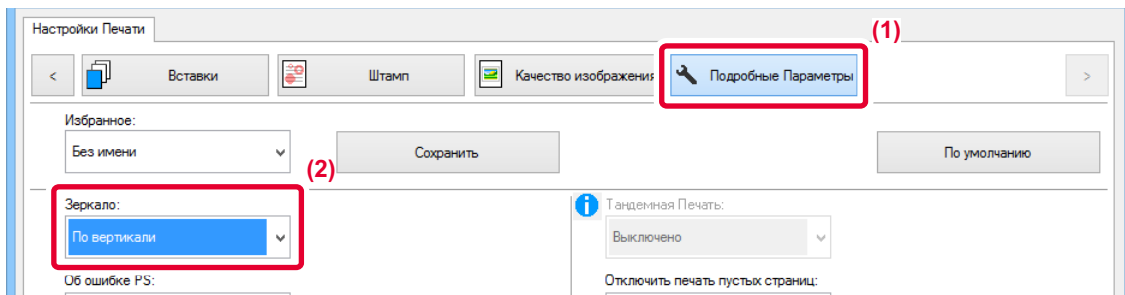 Настройки Печати
(1)
< Вставки Штамп Качество изображения Подробные Параметры >
Избранное:
Без имени Сохранить По умолчанию
(2)
Зеркало: Тандемная Печать:
По вертикали Выключено
Об ошибке PS: Отключить печать пустых страниц: